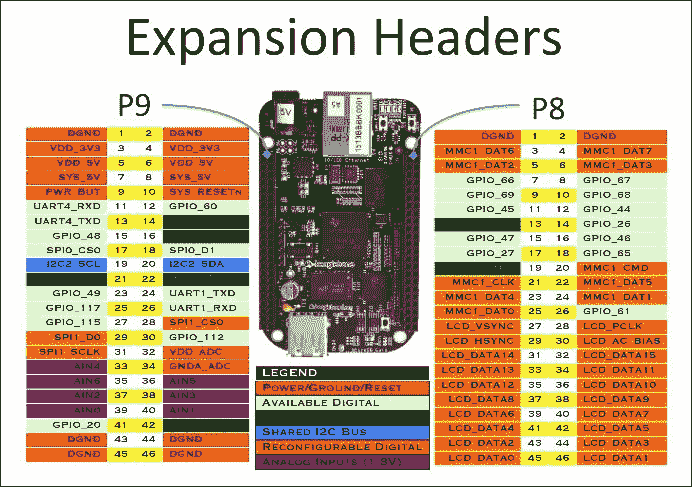 Expansion Headers
P9
P8
DGND 1 2 DGND
VDD_3V3 3 4 VDD_3V3
VDD_5V 5 6 VDD_5V
SYS_5V 7 8 SYS_5V
PWR_BUT 9 10 SYS_RESETN
UART4_RXD 11 12 GPIO_60
UART4_TXD 13 14
GPIO_48 15 16
SPI0_CS0 17 18 SPI0_D1
I2C2_SCL 19 20 I2C2_SDA
21 22
GPIO_49 23 24 UART1_TXD
GPIO_117 25 26 UART1_RXD
GPIO_115 27 28 SPI1_CS0
SPI1_D0 29 30 GPIO_112
SPI1_SCLK 31 32 VDD_ADC
AIN4 33 34 GNDA_ADC
AIN6 35 36 AIN5
AIN2 37 38 AIN3
AIN0 39 40 AIN1
GPIO_20 41 42
DGND 43 44 DGND
DGND 45 46 DGND
LEGEND
POWER/GROUND/RESET
AVAILABLE DIGITAL
SHARED I2C BUS
RECONFIGURABLE DIGITAL
ANALOG INPUTS (1.8V)
DGND 1 2 DGND
MMC1_DAT6 3 4 MMC1_DAT7
MMC1_DAT2 5 6 MMC1_DAT3
GPIO_66 7 8 GPIO_67
GPIO_69 9 10 GPIO_68
GPIO_45 11 12 GPIO_44
13 14 GPIO_26
GPIO_47 15 16 GPIO_46
GPIO_27 17 18 GPIO_65
19 20 MMC1_CMD
MMC1_CLK 21 22 MMC1_DAT5
MMC1_DAT4 23 24 MMC1_DAT1
MMC1_DAT0 25 26 GPIO_61
LCD_VSYNC 27 28 LCD_PCLK
LCD_HSYNC 29 30 LCD_AC_BIAS
LCD_DATA14 31 32 LCD_DATA15
LCD_DATA13 33 34 LCD_DATA11
LCD_DATA12 35 36 LCD_DATA10
LCD_DATA8 37 38 LCD_DATA9
LCD_DATA6 39 40 LCD_DATA7
LCD_DATA4 41 42 LCD_DATA5
LCD_DATA2 43 44 LCD_DATA3
LCD_DATA0 45 46 LCD_DATA1